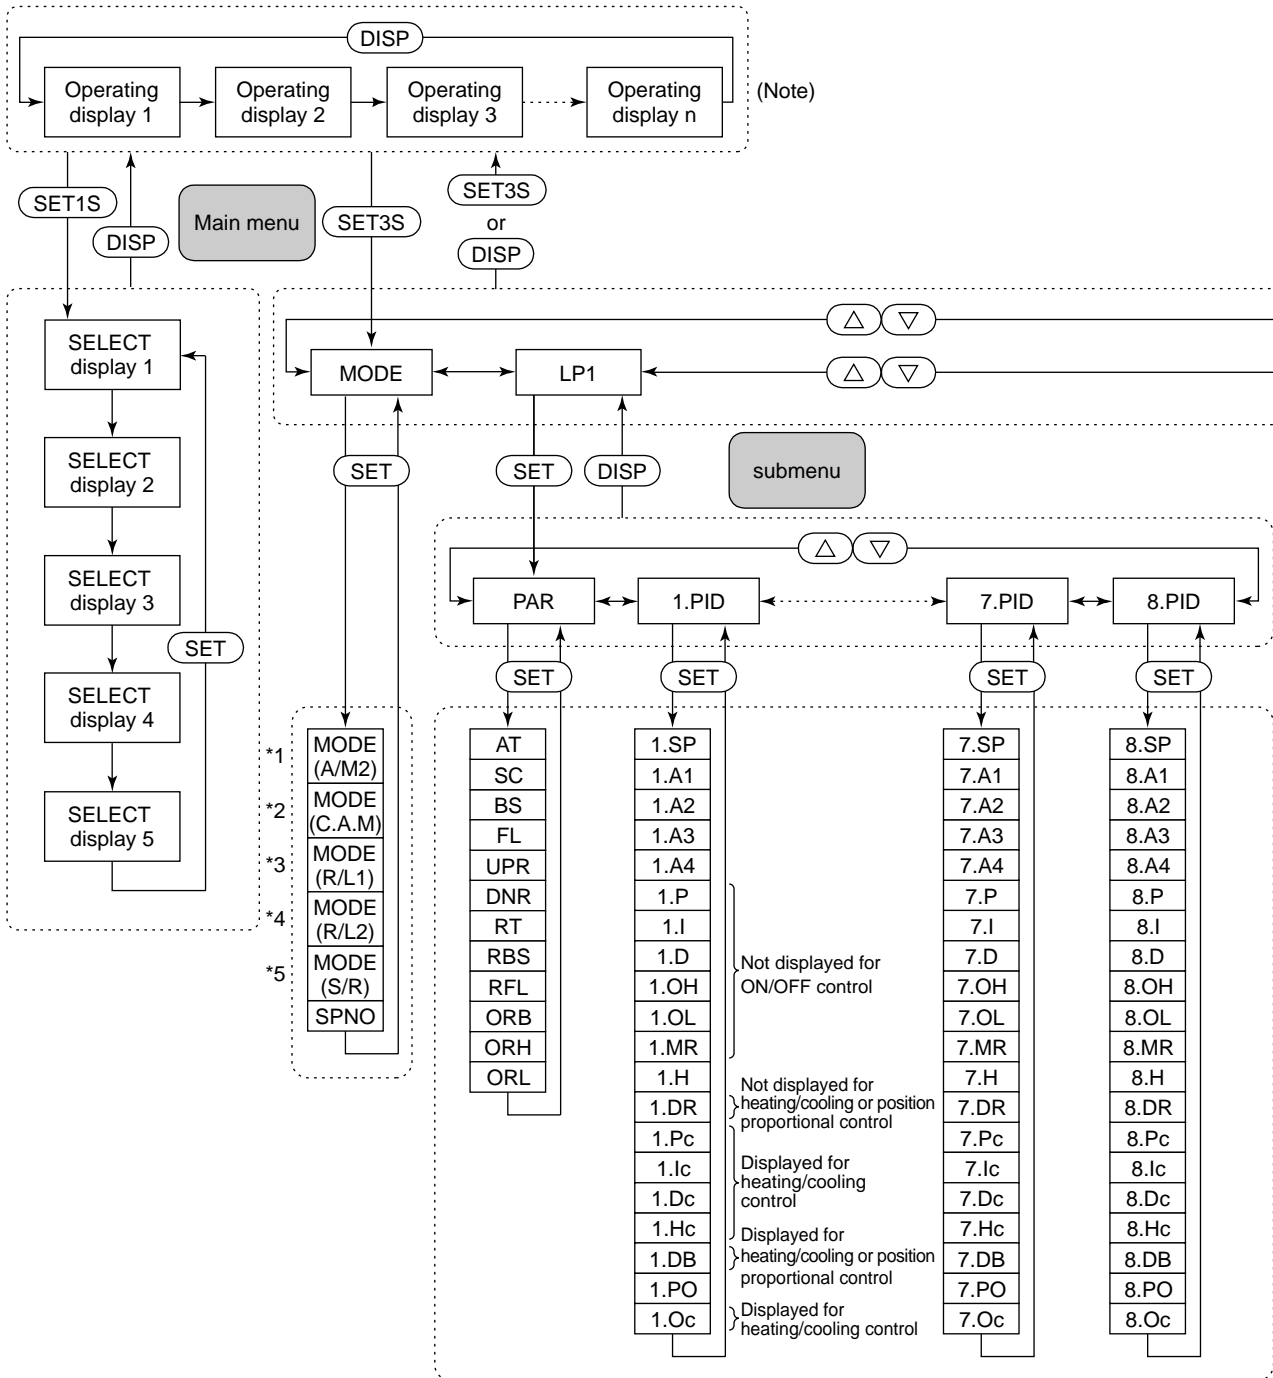 DISP
Operating
display 1
Operating
display 2
Operating
display 3
Operating
display n
(Note)
SET1S
DISP
Main menu
SET3S
SET3S
or
DISP
SELECT
display 1
SELECT
display 2
SELECT
display 3
SELECT
display 4
SELECT
display 5
SET
△ ▽
MODE
LP1
△ ▽
SET
SET
DISP
submenu
△ ▽
PAR
1.PID
7.PID
8.PID
SET
SET
SET
SET
*1
MODE
(A/M2)
*2
MODE
(C.A.M)
*3
MODE
(R/L1)
*4
MODE
(R/L2)
*5
MODE
(S/R)
SPNO
AT
SC
BS
FL
UPR
DNR
RT
RBS
RFL
ORB
ORH
ORL
1.SP
1.A1
1.A2
1.A3
1.A4
1.P
1.I
1.D
1.OH
1.OL
1.MR
1.H
1.DR
1.Pc
1.Ic
1.Dc
1.Hc
1.DB
1.PO
1.Oc
Not displayed for
ON/OFF control
Not displayed for
heating/cooling or position
proportional control
Displayed for
heating/cooling
control
Displayed for
heating/cooling or position
proportional control
Displayed for
heating/cooling control
7.SP
7.A1
7.A2
7.A3
7.A4
7.P
7.I
7.D
7.OH
7.OL
7.MR
7.H
7.DR
7.Pc
7.Ic
7.Dc
7.Hc
7.DB
7.PO
7.Oc
8.SP
8.A1
8.A2
8.A3
8.A4
8.P
8.I
8.D
8.OH
8.OL
8.MR
8.H
8.DR
8.Pc
8.Ic
8.Dc
8.Hc
8.DB
8.PO
8.Oc